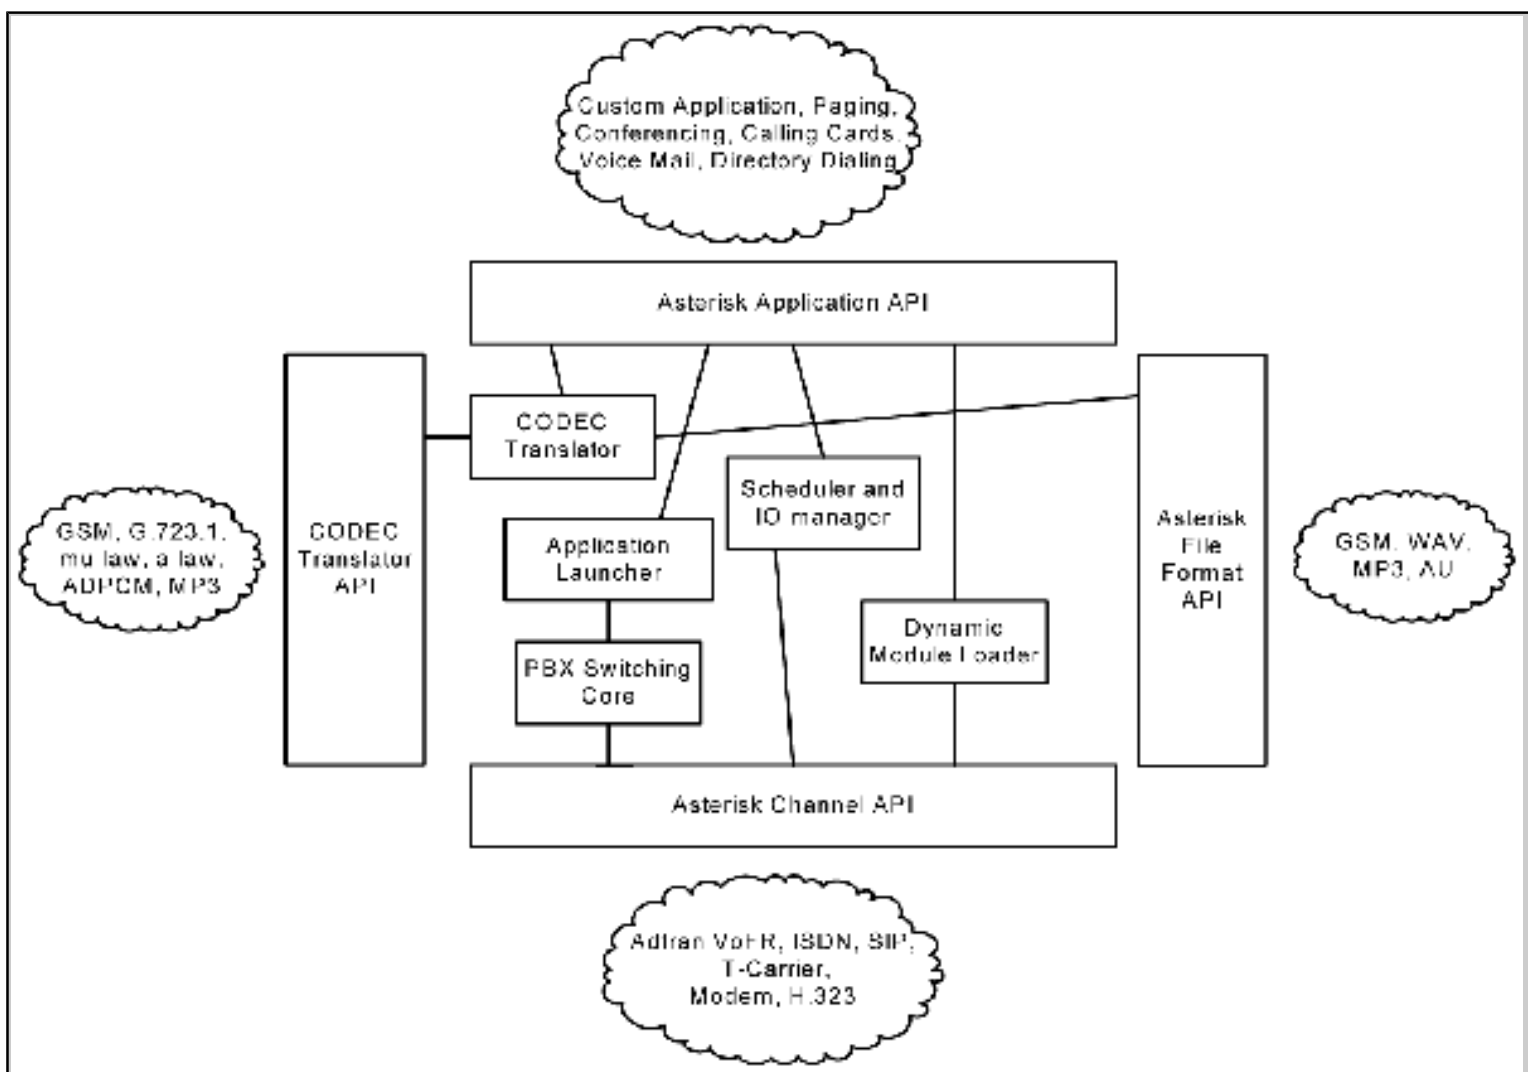 Custom Application, Paging,
Conferencing, Calling Cards,
Voice Mail, Directory Dialing
Asterisk Application API
CODEC
Translator
Scheduler and
IO manager
GSM, G.723.1,
mu law, a law,
ADPCM, MP3
CODEC
Translator
API
Application
Launcher
Asterisk
File
Format
API
GSM, WAV,
MP3, AU
Dynamic
Module Loader
PBX Switching
Core
Asterisk Channel API
Adtran VoFR, ISDN, SIP,
T-Carrier,
Modem, H.323